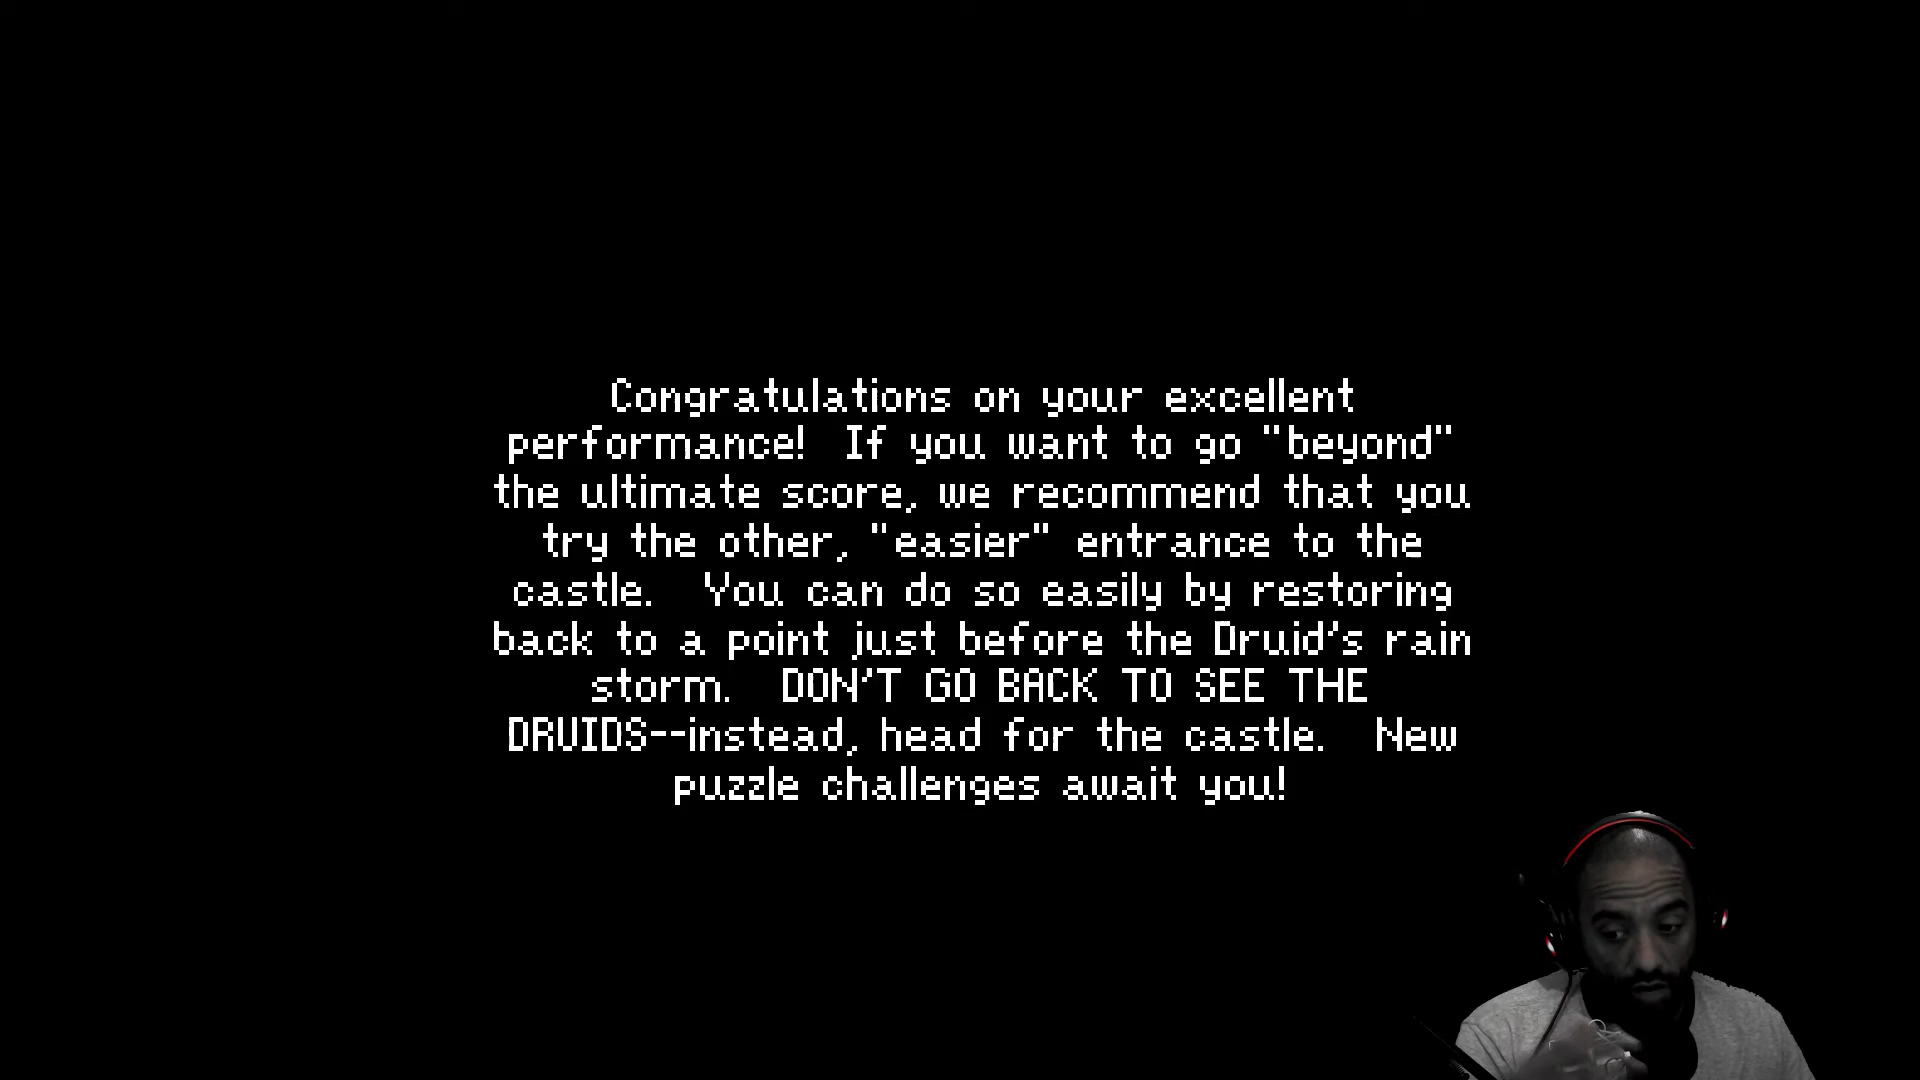 Congratulations on your excellent
performance!  If you want to go "beyond"
the ultimate score, we recommend that you
try the other, "easier" entrance to the
castle.  You can do so easily by restoring
back to a point just before the Druid's rain
storm.  DON'T GO BACK TO SEE THE
DRUIDS--instead, head for the castle.  New
puzzle challenges await you!